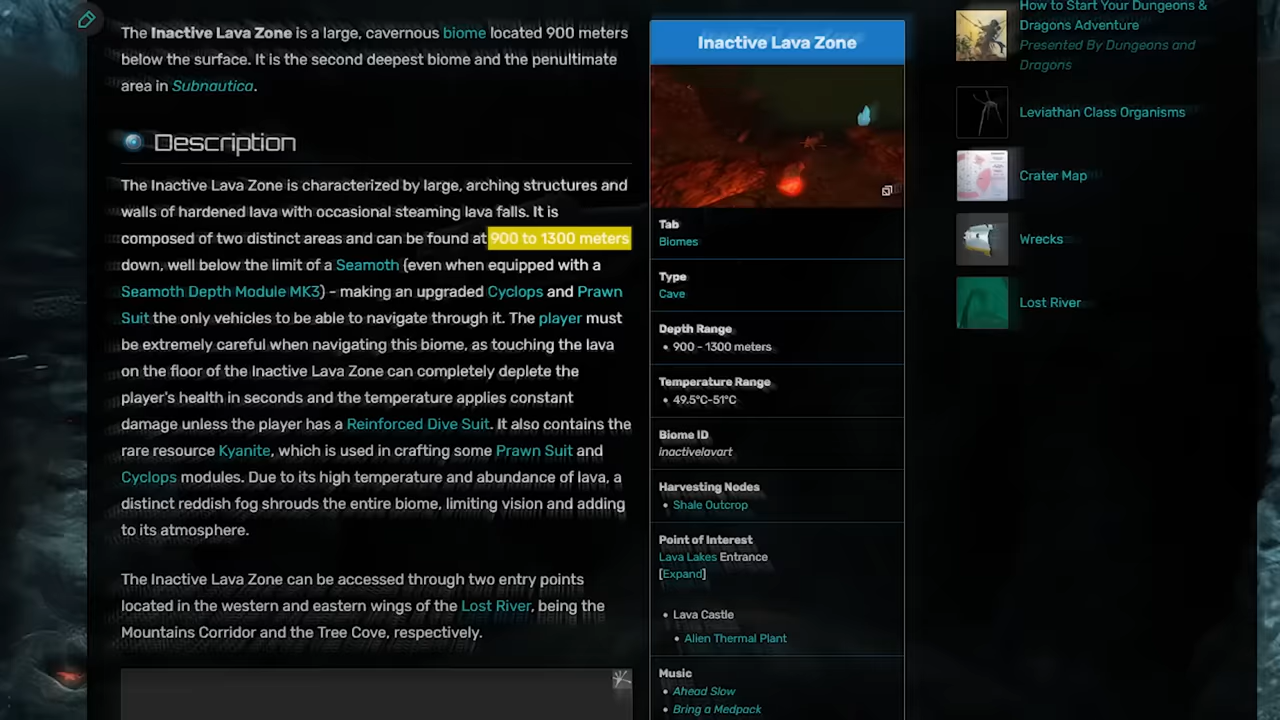 The Inactive Lava Zone is a large, cavernous biome located 900 meters
below the surface. It is the second deepest biome and the penultimate
area in Subnautica.
Description
The Inactive Lava Zone is characterized by large, arching structures and
walls of hardened lava with occasional steaming lava falls. It is
composed of two distinct areas and can be found at 900 to 1300 meters
down, well below the limit of a Seamoth (even when equipped with a
Seamoth Depth Module MK3) - making an upgraded Cyclops and Prawn
Suit the only vehicles to be able to navigate through it. The player must
be extremely careful when navigating this biome, as touching the lava
on the floor of the Inactive Lava Zone can completely deplete the
player's health in seconds and the temperature applies constant
damage unless the player has a Reinforced Dive Suit. It also contains the
rare resource Kyanite, which is used in crafting some Prawn Suit and
Cyclops modules. Due to its high temperature and abundance of lava, a
distinct reddish fog shrouds the entire biome, limiting vision and adding
to its atmosphere.
The Inactive Lava Zone can be accessed through two entry points
located in the western and eastern wings of the Lost River, being the
Mountains Corridor and the Tree Cove, respectively.
Inactive Lava Zone
Tab
Biomes
Type
Cave
Depth Range
• 900 - 1300 meters
Temperature Range
• 49.5°C-51°C
Biome ID
inactivelavart
Harvesting Nodes
• Shale Outcrop
Point of Interest
Lava Lakes Entrance
[Expand]
• Lava Castle
• Alien Thermal Plant
Music
• Ahead Slow
• Bring a Medpack
How to Start Your Dungeons &
Dragons Adventure
Presented By Dungeons and
Dragons
Leviathan Class Organisms
Crater Map
Wrecks
Lost River